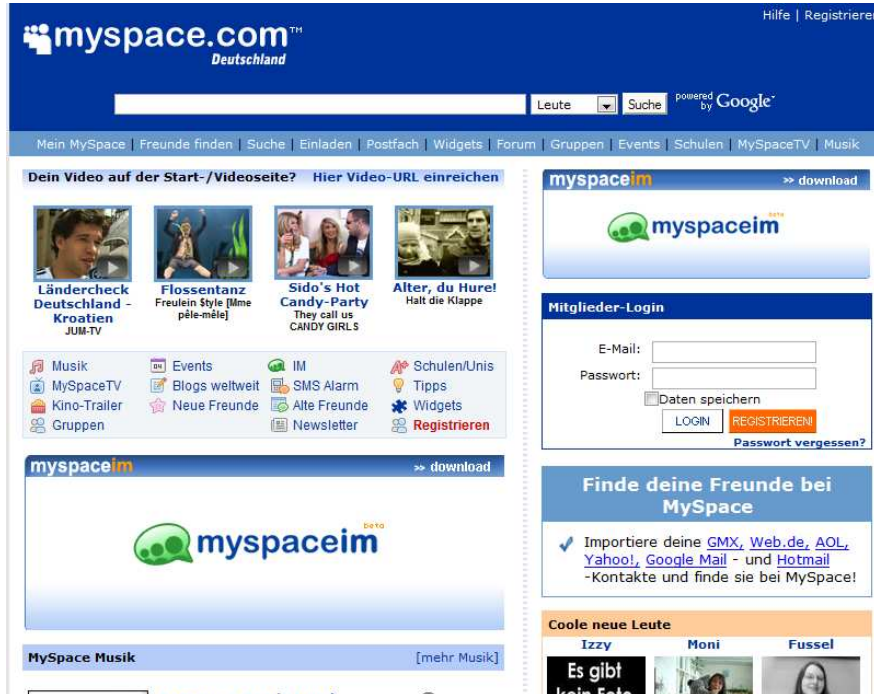 Hilfe | Registrieren
myspace.com™
Deutschland
Leute
Suche
powered by Google™
Mein MySpace | Freunde finden | Suche | Einladen | Postfach | Widgets | Forum | Gruppen | Events | Schulen | MySpaceTV | Musik
Dein Video auf der Start-/Videoseite? Hier Video-URL einreichen
Ländercheck
Deutschland -
Kroatien
JUM-TV
Flossentanz
Freulein $tyle [Mme
pêle-mêle]
Sido's Hot
Candy-Party
They call us
CANDY GIRLS
Alter, du Hure!
Halt die Klappe
Musik Events IM Schulen/Unis
MySpaceTV Blogs weltweit SMS Alarm Tipps
Kino-Trailer Neue Freunde Alte Freunde Widgets
Gruppen Newsletter Registrieren
myspaceim >> download
myspaceim beta
MySpace Musik [mehr Musik]
myspaceim >> download
myspaceim beta
Mitglieder-Login
E-Mail:
Passwort:
Daten speichern
LOGIN REGISTRIEREN!
Passwort vergessen?
Finde deine Freunde bei
MySpace
Importiere deine GMX, Web.de, AOL,
Yahoo!, Google Mail - und Hotmail
-Kontakte und finde sie bei MySpace!
Coole neue Leute
Izzy Moni Fussel
Es gibt
kein Foto